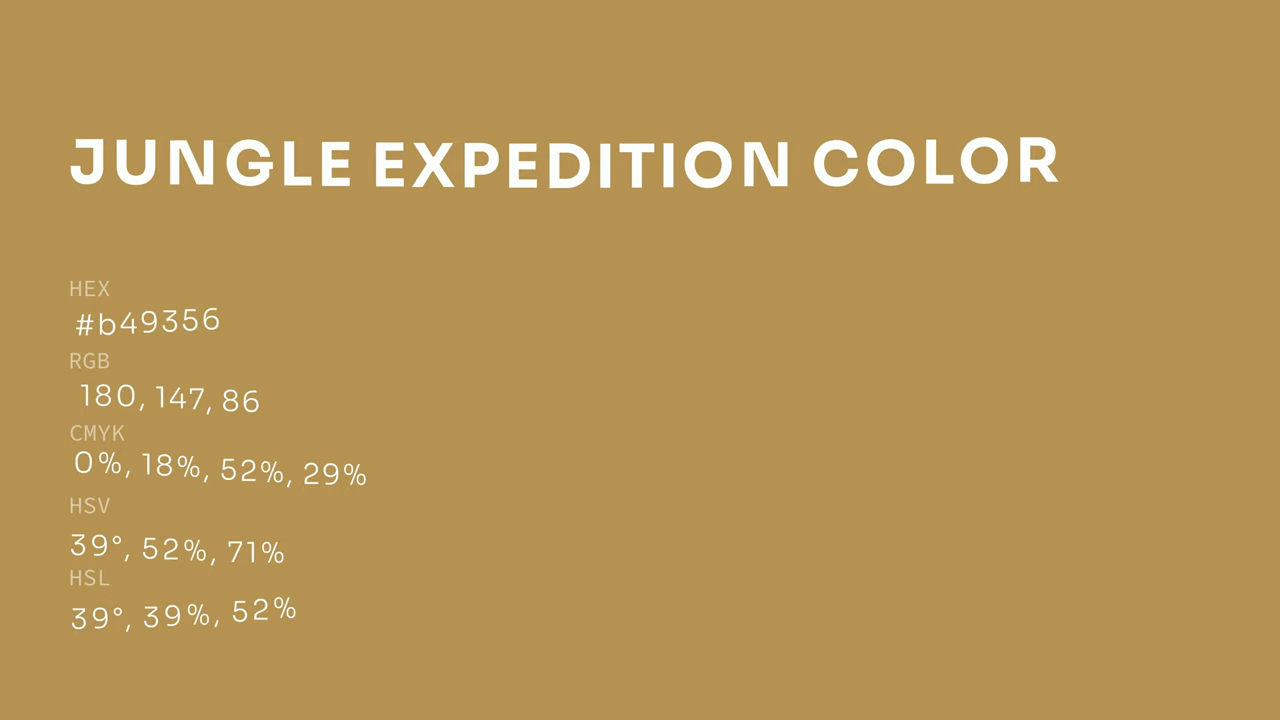 JUNGLE EXPEDITION COLOR
HEX
#b49356
RGB
180, 147, 86
CMYK
0%, 18%, 52%, 29%
HSV
39°, 52%, 71%
HSL
39°, 39%, 52%